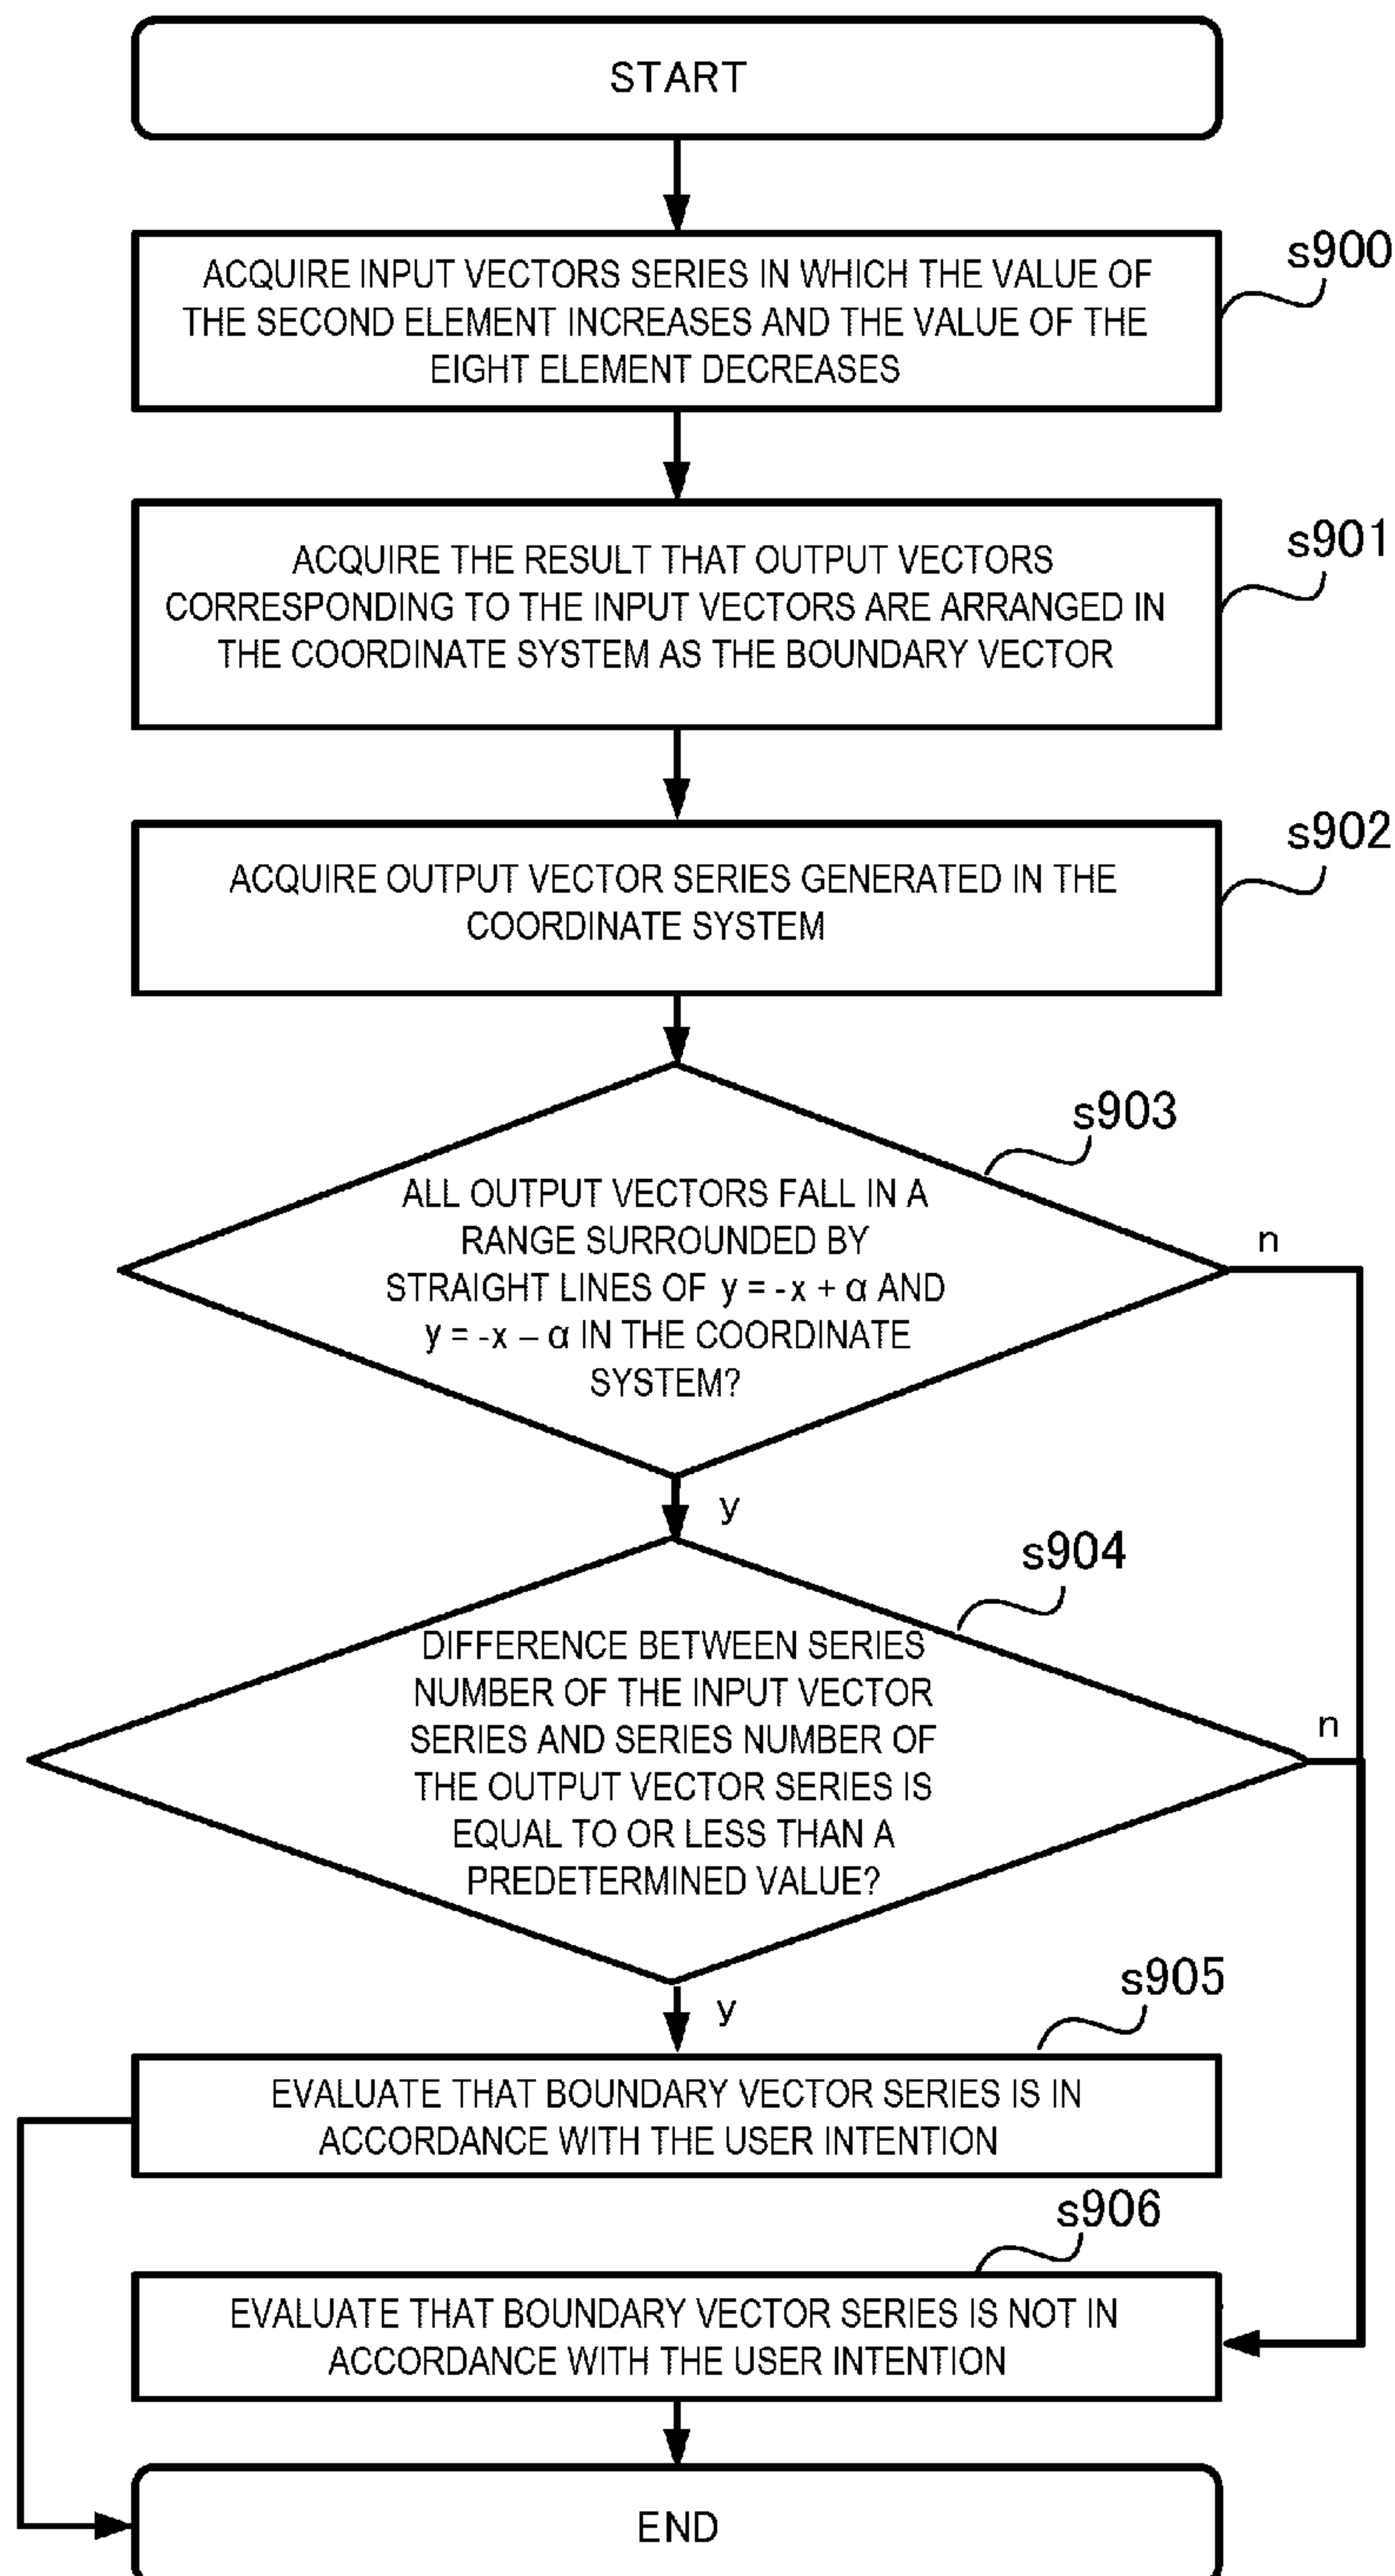 START
s900
ACQUIRE INPUT VECTORS SERIES IN WHICH THE VALUE OF
THE SECOND ELEMENT INCREASES AND THE VALUE OF THE
EIGHT ELEMENT DECREASES
s901
ACQUIRE THE RESULT THAT OUTPUT VECTORS
CORRESPONDING TO THE INPUT VECTORS ARE ARRANGED IN
THE COORDINATE SYSTEM AS THE BOUNDARY VECTOR
s902
ACQUIRE OUTPUT VECTOR SERIES GENERATED IN THE
COORDINATE SYSTEM
s903
ALL OUTPUT VECTORS FALL IN A
RANGE SURROUNDED BY
STRAIGHT LINES OF y = -x + α AND
y = -x – α IN THE COORDINATE
SYSTEM?
n
y
s904
DIFFERENCE BETWEEN SERIES
NUMBER OF THE INPUT VECTOR
SERIES AND SERIES NUMBER OF
THE OUTPUT VECTOR SERIES IS
EQUAL TO OR LESS THAN A
PREDETERMINED VALUE?
n
y
s905
EVALUATE THAT BOUNDARY VECTOR SERIES IS IN
ACCORDANCE WITH THE USER INTENTION
s906
EVALUATE THAT BOUNDARY VECTOR SERIES IS NOT IN
ACCORDANCE WITH THE USER INTENTION
END